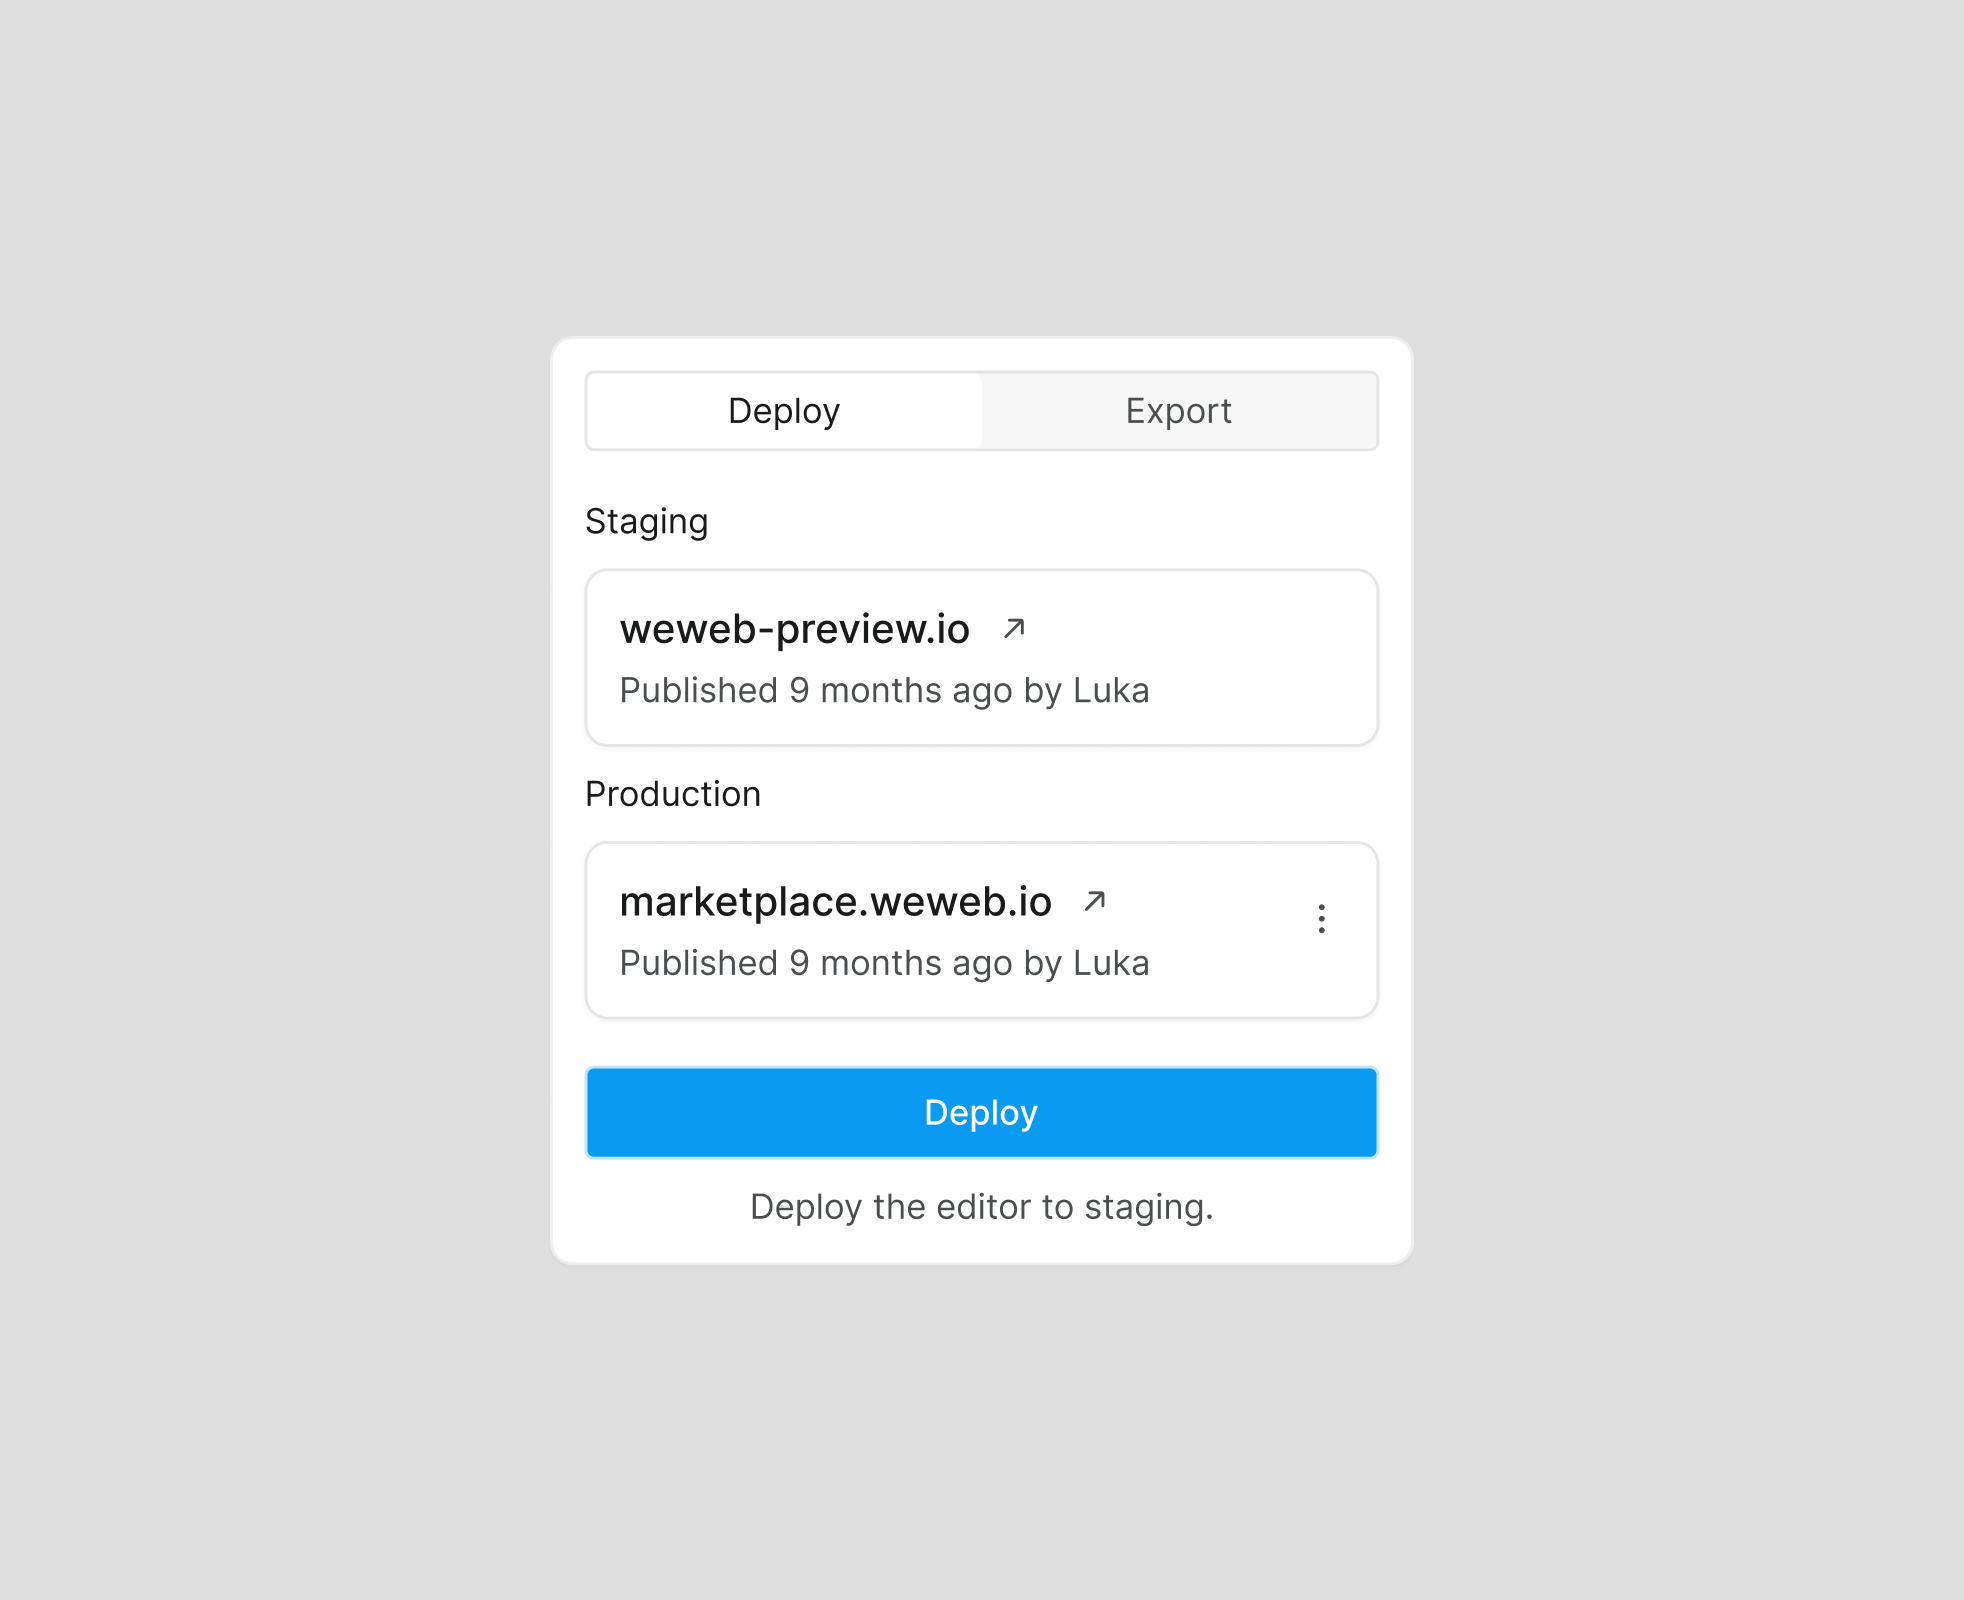 Deploy
Export
Staging
weweb-preview.io
Published 9 months ago by Luka
Production
marketplace.weweb.io
Published 9 months ago by Luka
Deploy
Deploy the editor to staging.